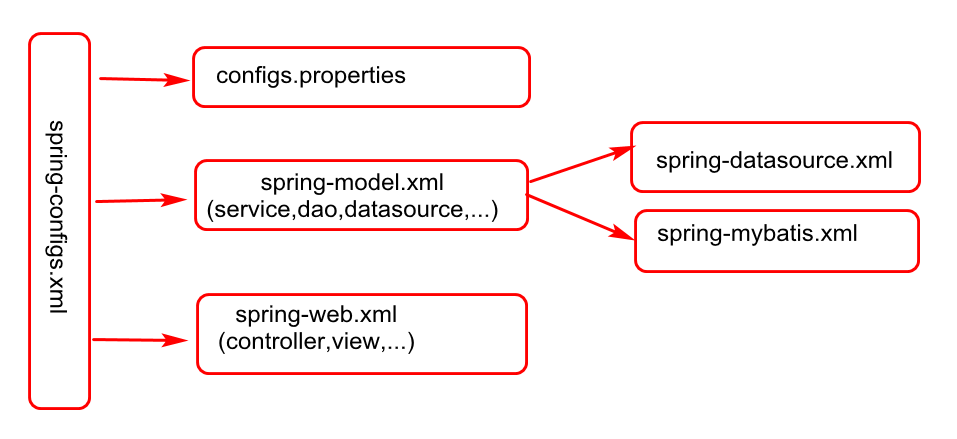 spring-configs.xml
configs.properties
spring-model.xml
(service,dao,datasource,...)
spring-datasource.xml
spring-mybatis.xml
spring-web.xml
(controller,view,...)